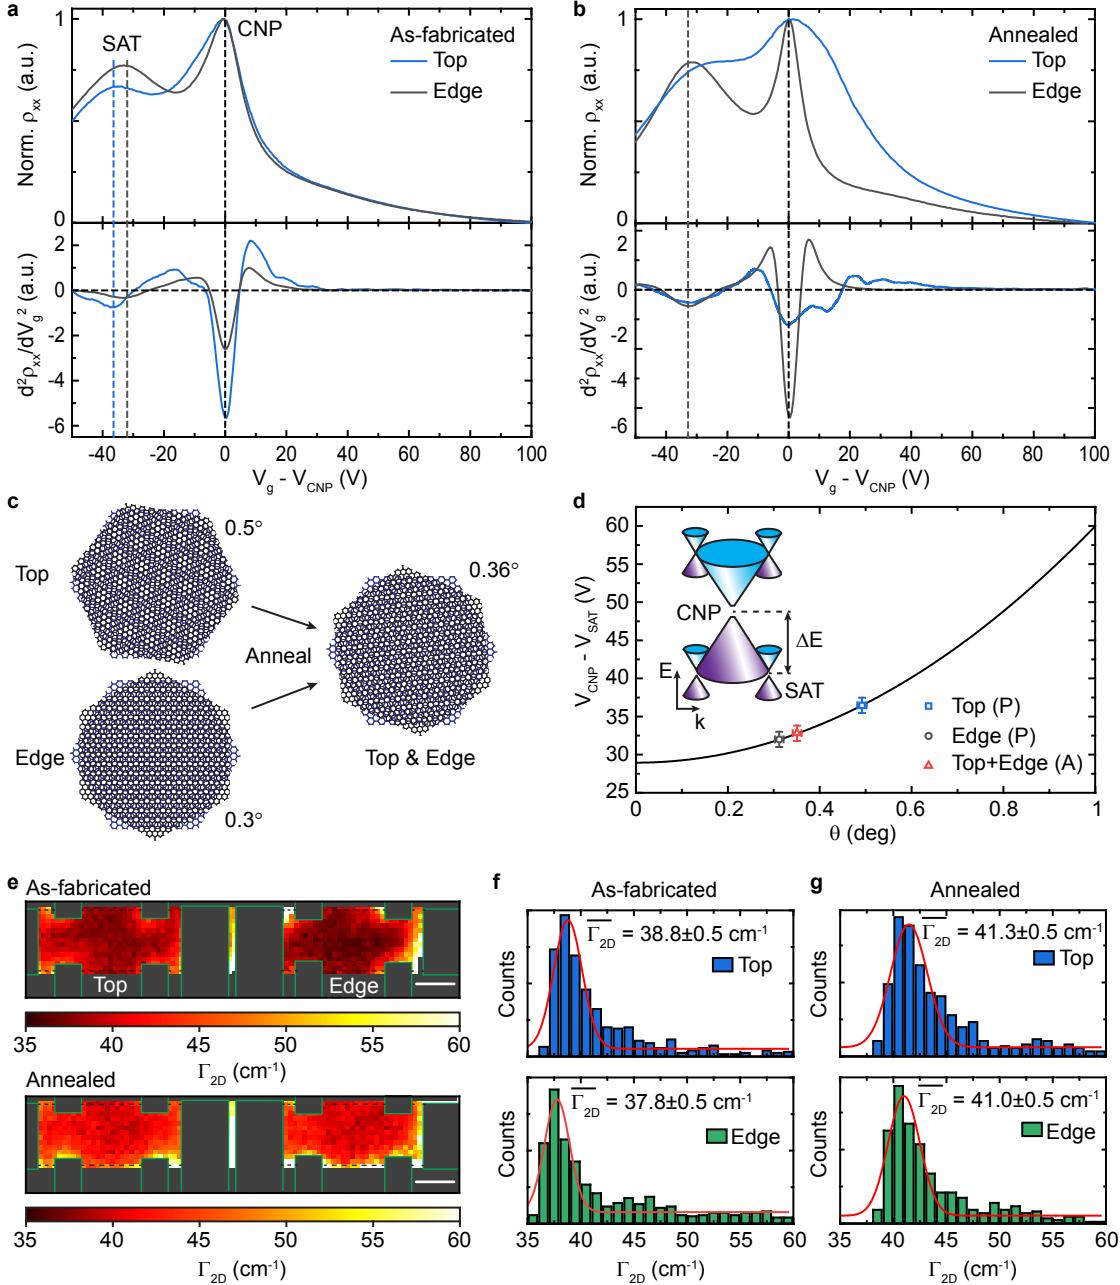 a
As-fabricated
SAT
CNP
Top
Edge
Norm. ρxx (a.u.)
1
0
d²ρxx/dVg² (a.u.)
2
0
-2
-4
-6
-40 -20 0 20 40 60 80 100
Vg - VCNP (V)
b
Annealed
Top
Edge
Norm. ρxx (a.u.)
1
0
d²ρxx/dVg² (a.u.)
2
0
-2
-4
-6
-40 -20 0 20 40 60 80 100
Vg - VCNP (V)
c
Top
0.5°
Edge
0.3°
Anneal
0.36°
Top & Edge
d
VCNP - VSAT (V)
60
55
50
45
40
35
30
25
0 0.2 0.4 0.6 0.8 1
θ (deg)
CNP
ΔE
SAT
E
k
Top (P)
Edge (P)
Top+Edge (A)
e
As-fabricated
Top Edge
35 40 45 50 55 60
Γ2D (cm⁻¹)
Annealed
35 40 45 50 55 60
Γ2D (cm⁻¹)
f
As-fabricated
Γ2D = 38.8±0.5 cm⁻¹
Top
Counts
Γ2D = 37.8±0.5 cm⁻¹
Edge
Counts
35 40 45 50 55 60
Γ2D (cm⁻¹)
g
Annealed
Γ2D = 41.3±0.5 cm⁻¹
Top
Counts
Γ2D = 41.0±0.5 cm⁻¹
Edge
Counts
35 40 45 50 55 60
Γ2D (cm⁻¹)